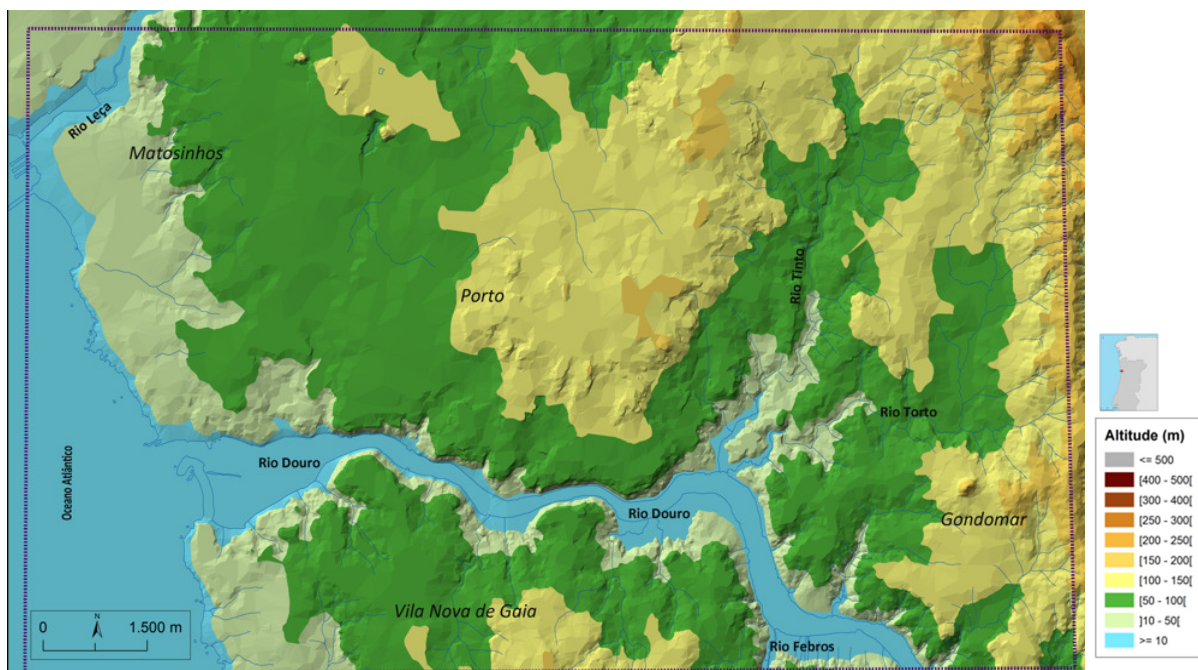 Rio Leça
Matosinhos
Rio Tinto
Porto
Rio Torto
Rio Douro
Oceano Atlântico
Rio Douro
Gondomar
Vila Nova de Gaia
N
0 1.500 m
Rio Febros
Altitude (m)
<= 500
[400 - 500[
[300 - 400[
[250 - 300[
[200 - 250[
[150 - 200[
[100 - 150[
[50 - 100[
]10 - 50[
>= 10